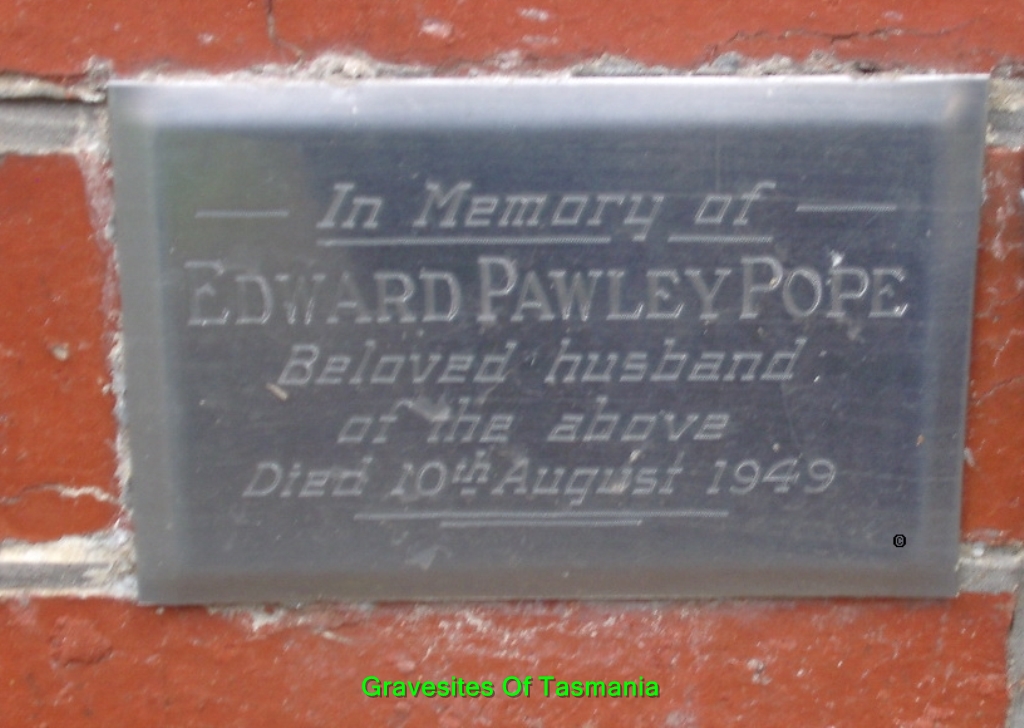 In Memory of
EDWARD PAWLEY POPE
Beloved husband
of the above
Died 10th August 1949
©
Gravesites Of Tasmania